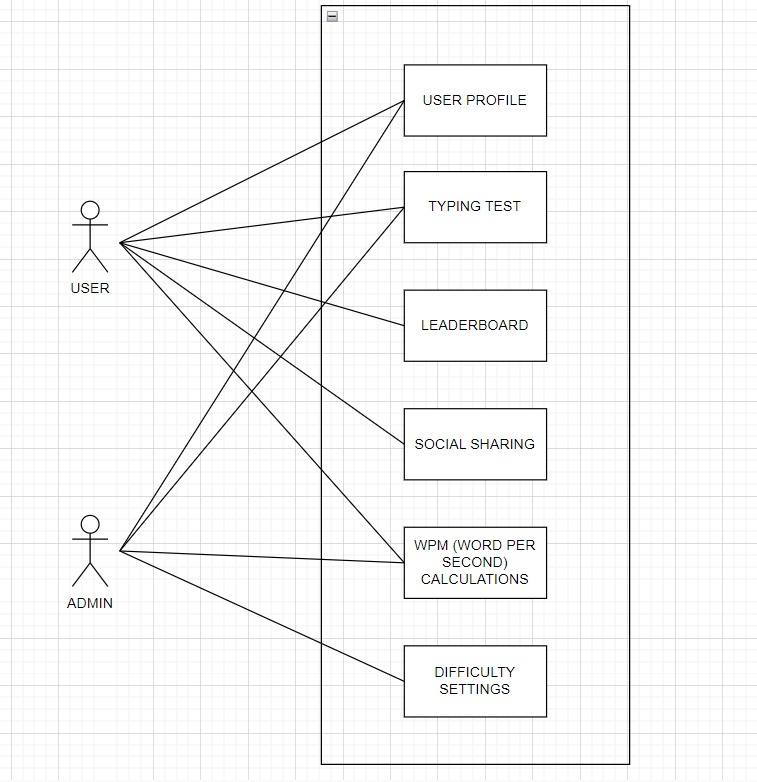 USER PROFILE
TYPING TEST
USER
LEADERBOARD
SOCIAL SHARING
WPM (WORD PER
SECOND)
CALCULATIONS
ADMIN
DIFFICULTY
SETTINGS